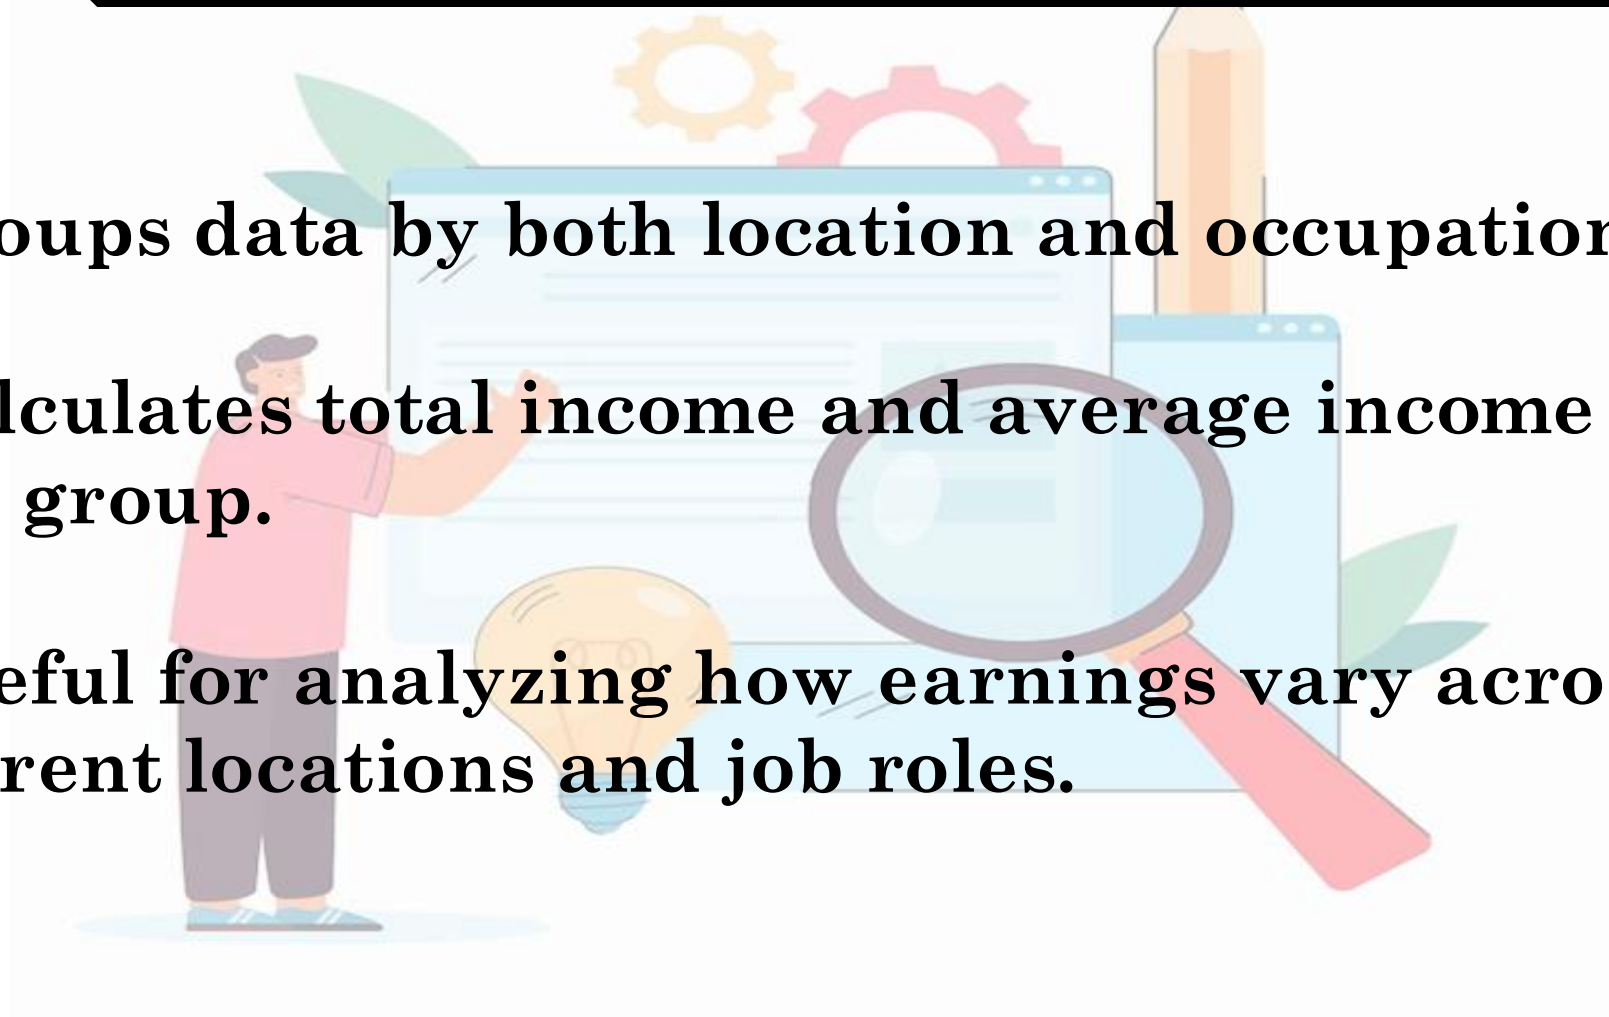 oups data by both location and occupation
lculates total income and average income
group.
eful for analyzing how earnings vary acro
rent locations and job roles.